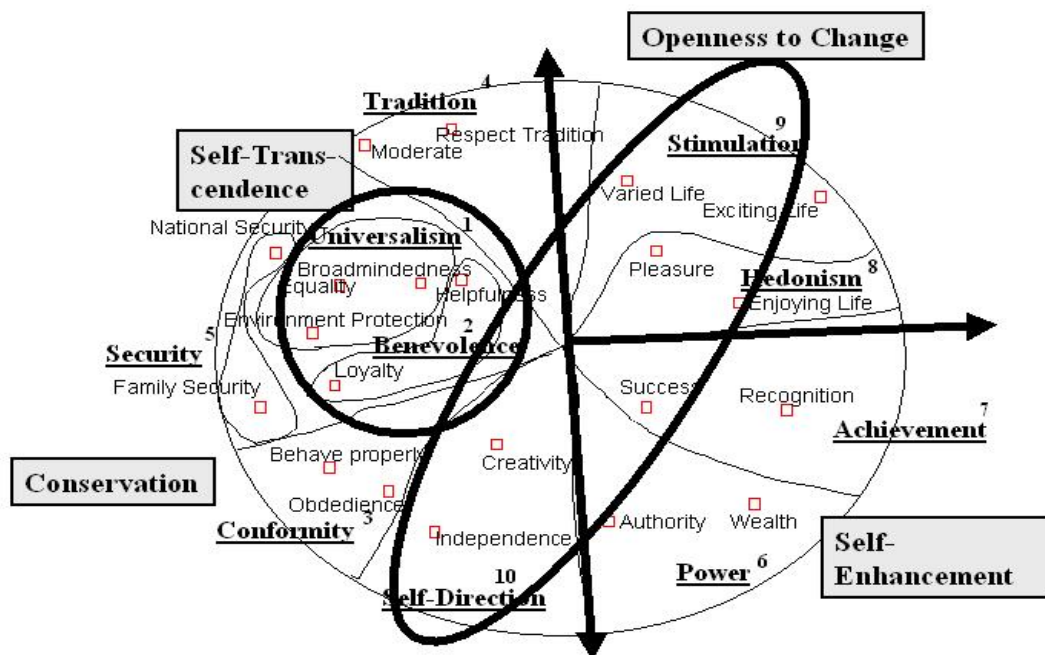 Openness to Change
4
Tradition
Respect Tradition
Moderate
9
Stimulation
Self-Trans-
cendence
Varied Life
Exciting Life
National Security
1
Universalism
Broadmindedness
Equality
Helpfulness
Pleasure
Hedonism 8
Enjoying Life
Environment Protection
2
Benevolence
5
Security
Loyalty
Family Security
Success
Recognition
7
Achievement
Behave properly
Creativity
Conservation
Obdedience
Conformity 3
Independence
Authority
Wealth
Self-
Enhancement
Power 6
10
Self-Direction